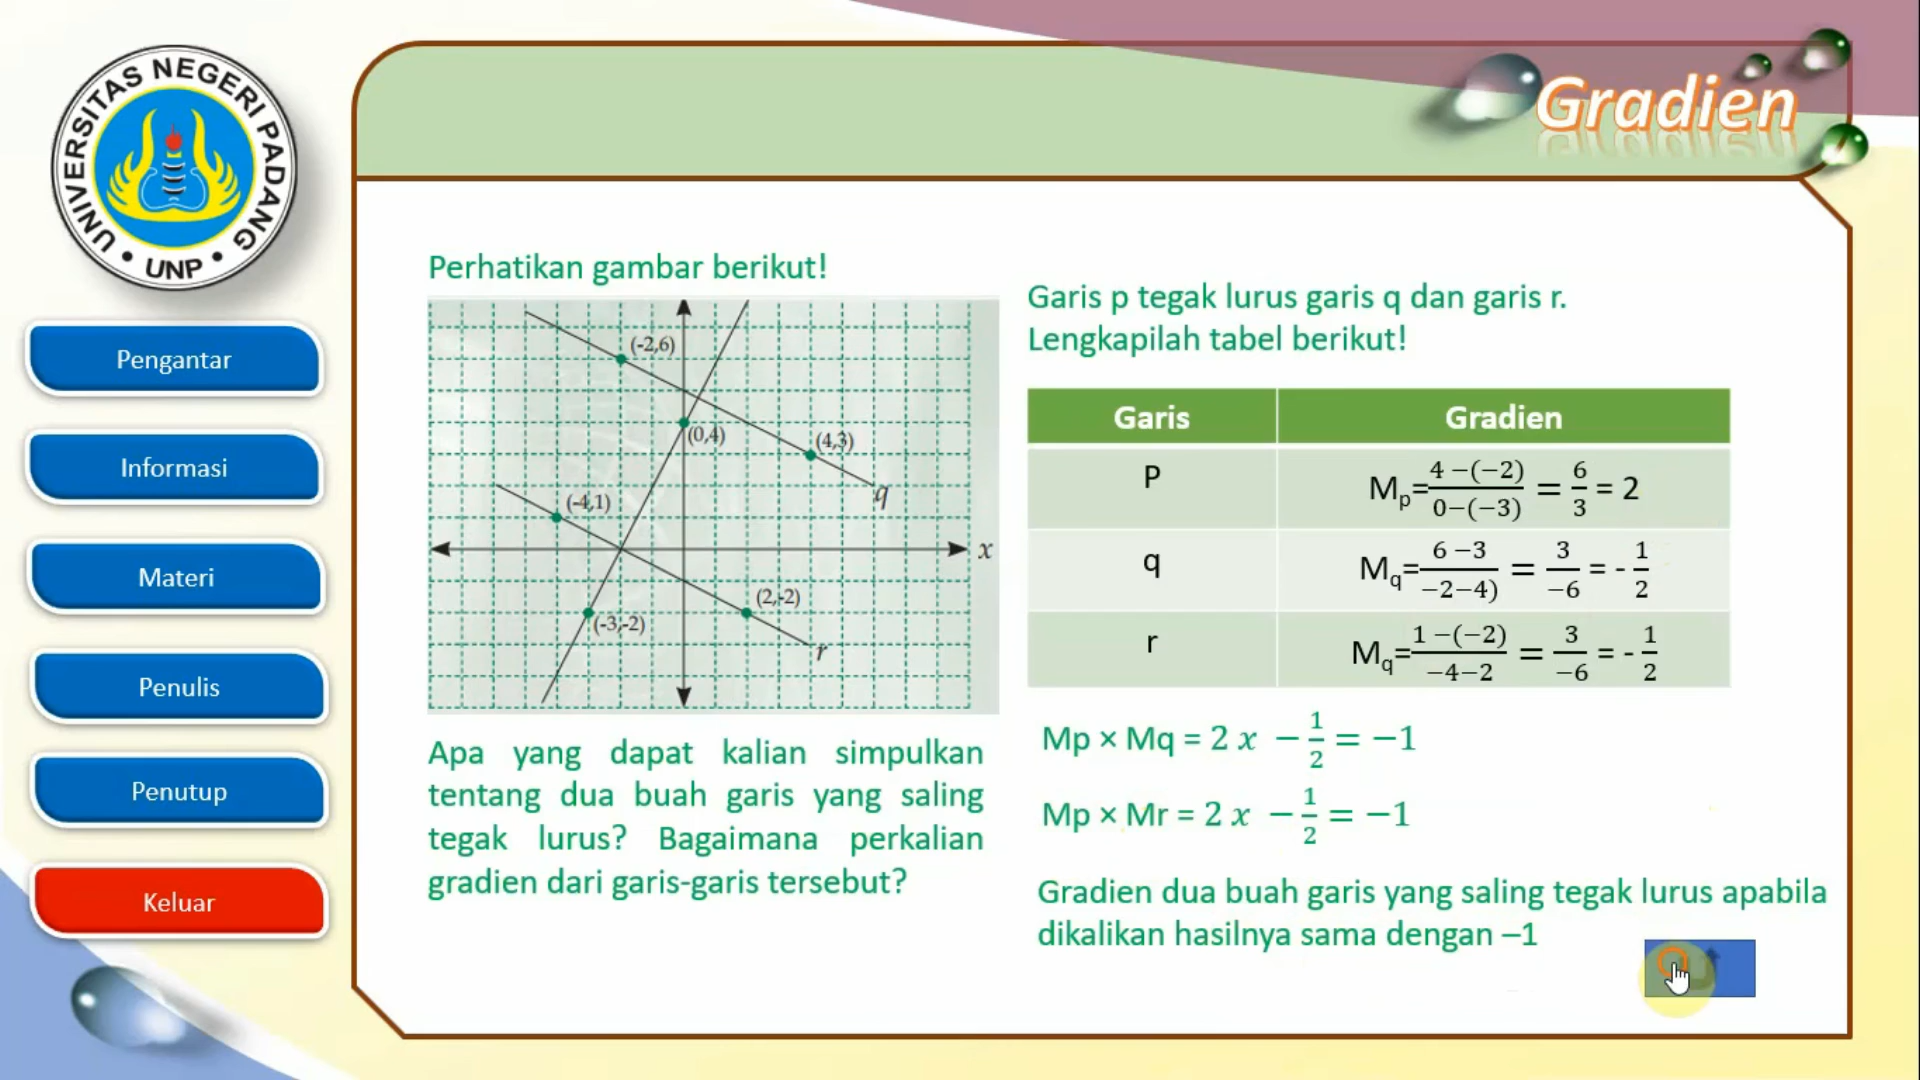 UNIVERSITAS NEGERI PADANG
• UNP •
Gradien
Pengantar
Informasi
Materi
Penulis
Penutup
Keluar
Perhatikan gambar berikut!
(-2,6)
(0,4)
(4,3)
q
(-4,1)
x
(2,-2)
(-3,-2)
r
Apa yang dapat kalian simpulkan
tentang dua buah garis yang saling
tegak lurus? Bagaimana perkalian
gradien dari garis-garis tersebut?
Garis p tegak lurus garis q dan garis r.
Lengkapilah tabel berikut!
Garis Gradien
P Mp=4 −(−2)/0−(−3) = 6/3 = 2
q Mq=6 −3/−2−4) = 3/−6 = - 1/2
r Mq=1 −(−2)/−4−2 = 3/−6 = - 1/2
Mp × Mq = 2 x − 1/2 = −1
Mp × Mr = 2 x − 1/2 = −1
Gradien dua buah garis yang saling tegak lurus apabila
dikalikan hasilnya sama dengan –1